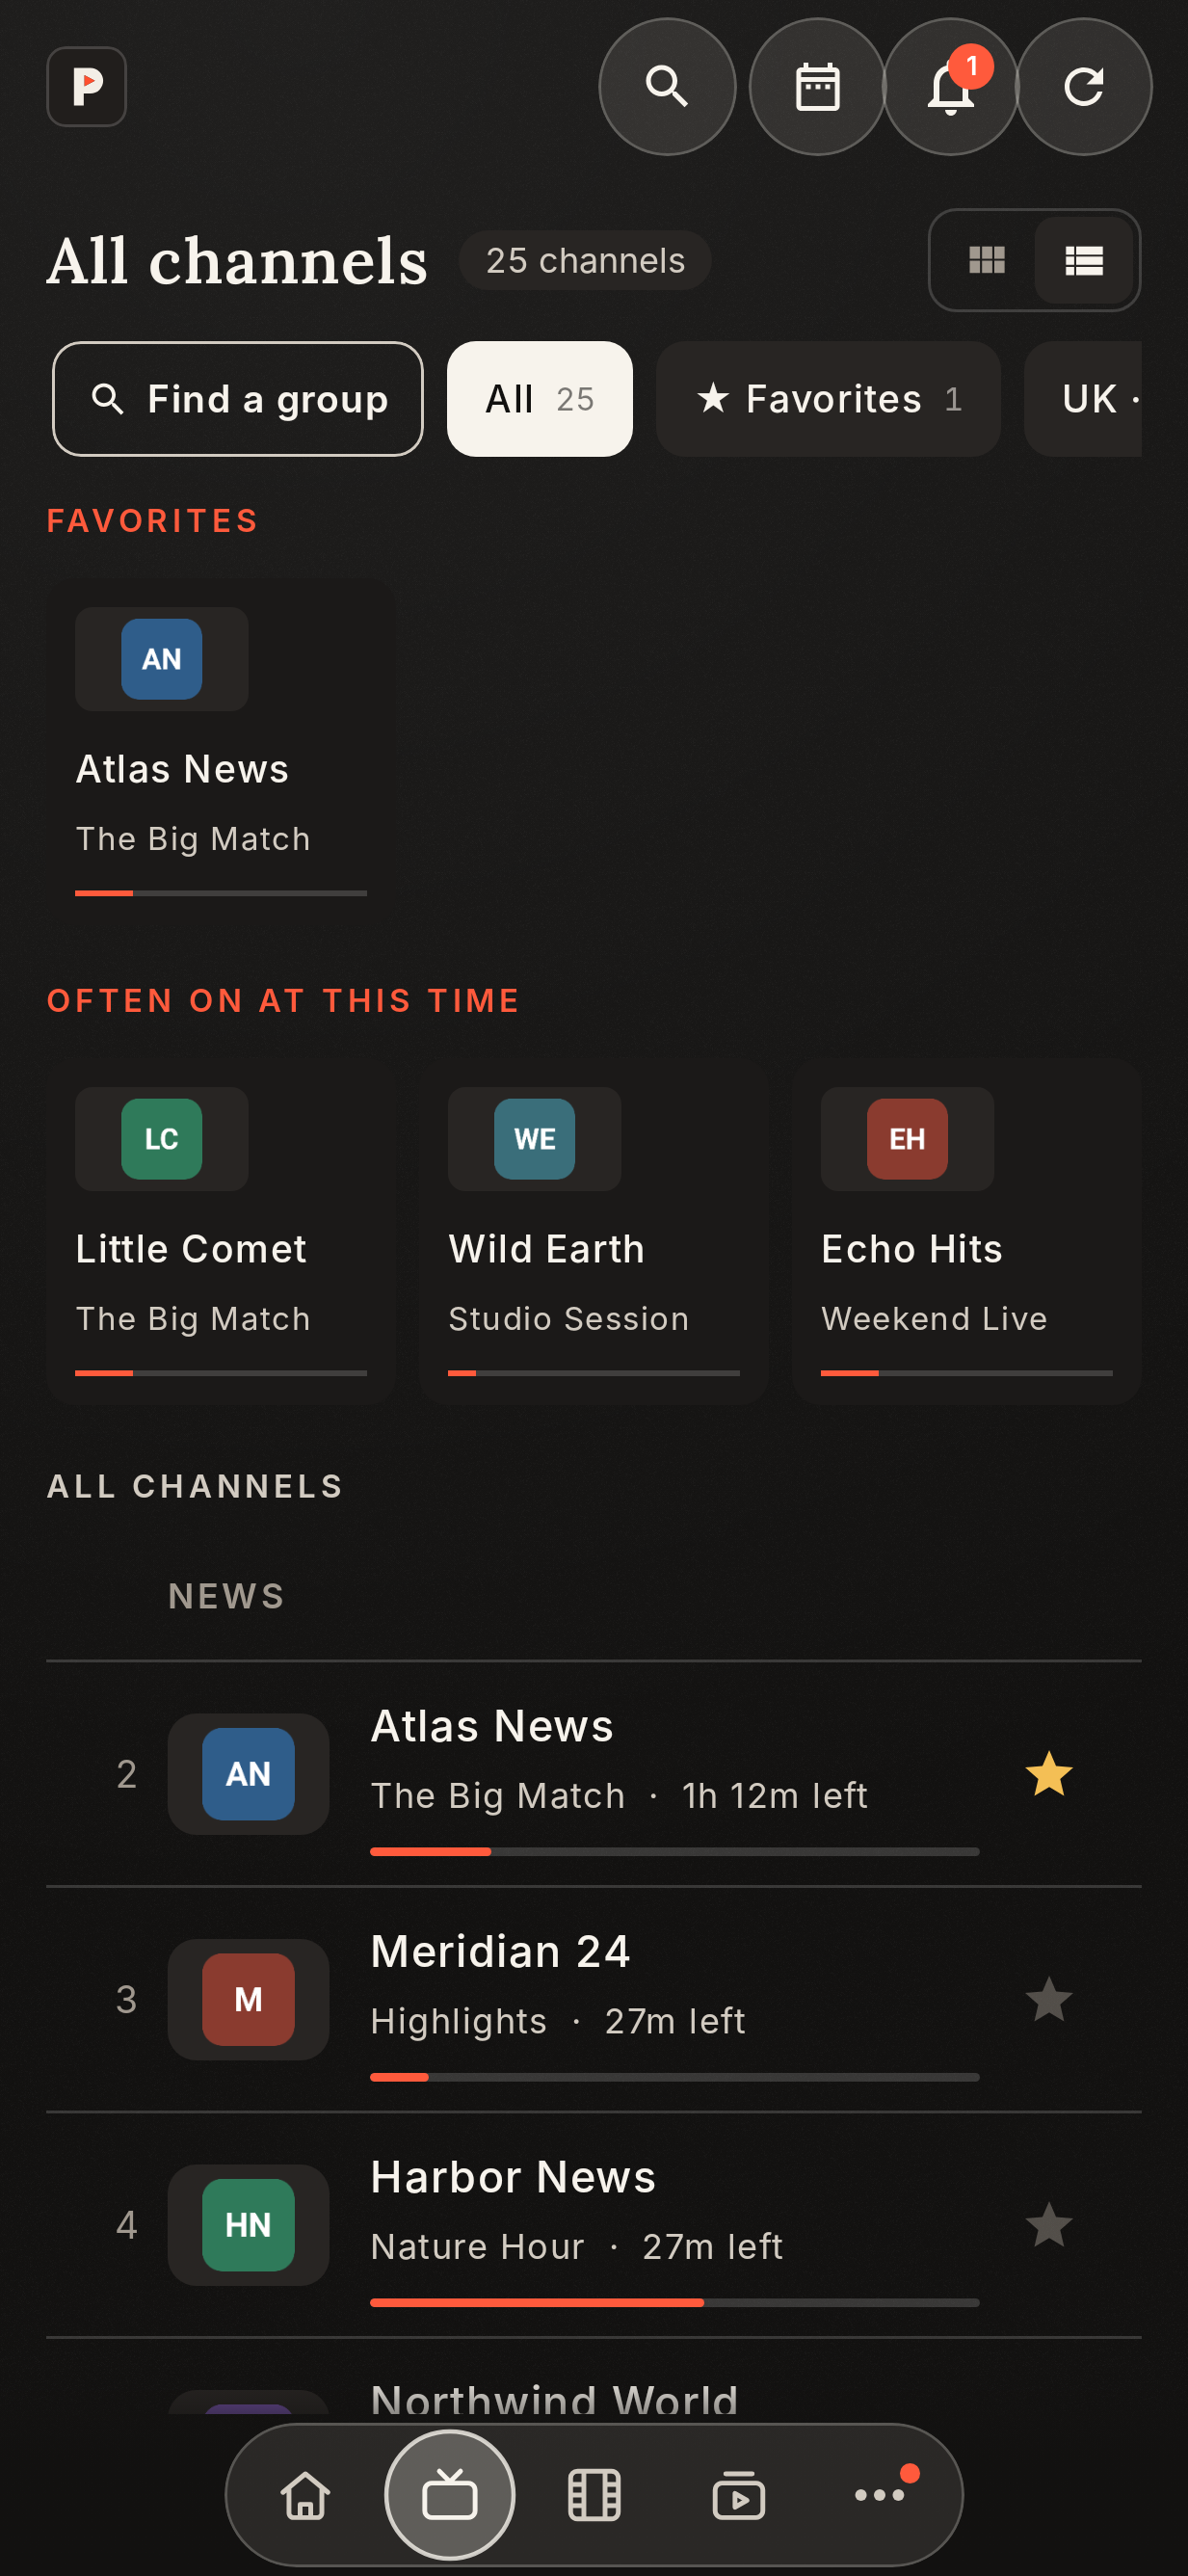 P
1
All channels
25 channels
Find a group
All 25
★ Favorites 1
UK ·
FAVORITES
AN
Atlas News
The Big Match
OFTEN ON AT THIS TIME
LC
WE
EH
Little Comet
Wild Earth
Echo Hits
The Big Match
Studio Session
Weekend Live
ALL CHANNELS
NEWS
2
AN
Atlas News
The Big Match · 1h 12m left
3
M
Meridian 24
Highlights · 27m left
4
HN
Harbor News
Nature Hour · 27m left
Northwind World